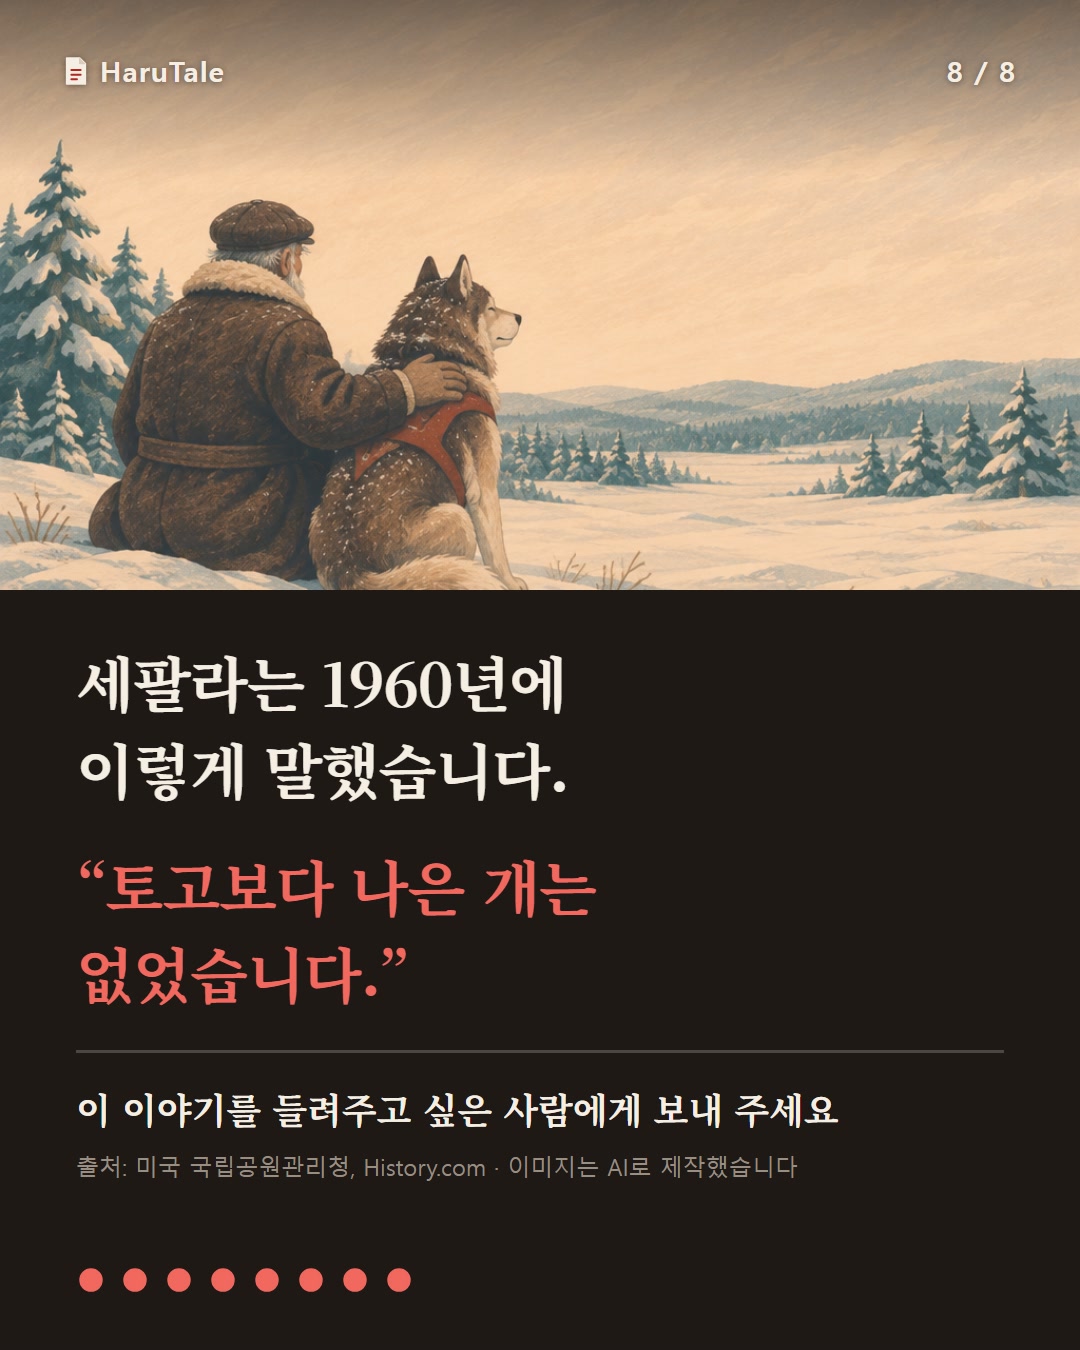 HaruTale
8 / 8
세팔라는 1960년에
이렇게 말했습니다.
“토고보다 나은 개는
없었습니다.”
이 이야기를 들려주고 싶은 사람에게 보내 주세요
출처: 미국 국립공원관리청, History.com · 이미지는 AI로 제작했습니다